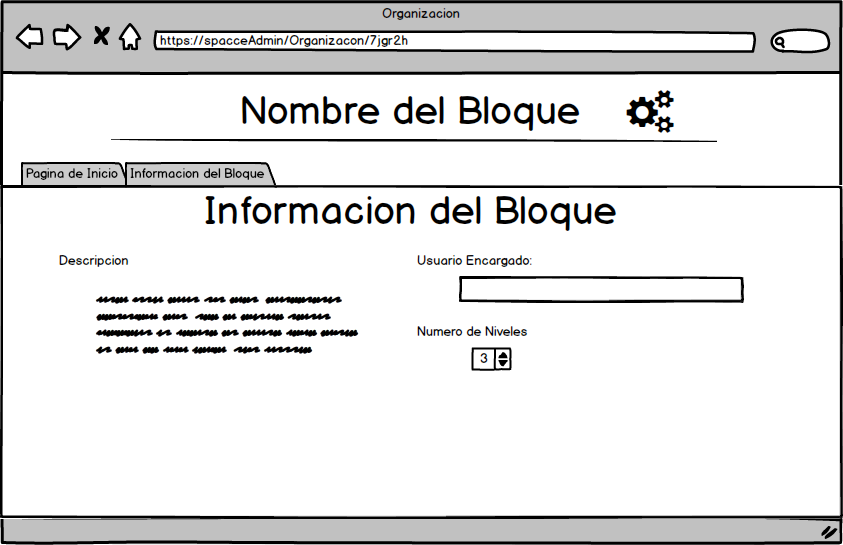 Organizacion
https://spacceAdmin/Organizacon/7jgr2h
Nombre del Bloque
Pagina de Inicio
Informacion del Bloque
Informacion del Bloque
Descripcion
Usuario Encargado:
Numero de Niveles
3